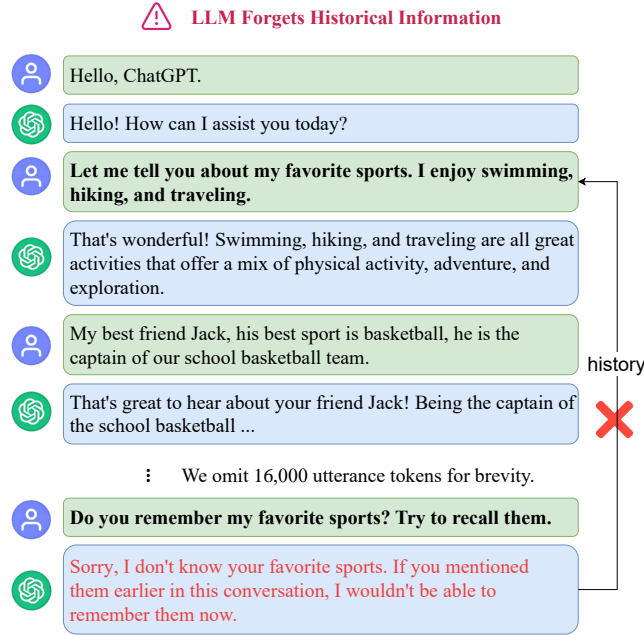 LLM Forgets Historical Information
Hello, ChatGPT.
Hello! How can I assist you today?
Let me tell you about my favorite sports. I enjoy swimming,
hiking, and traveling.
That's wonderful! Swimming, hiking, and traveling are all great
activities that offer a mix of physical activity, adventure, and
exploration.
My best friend Jack, his best sport is basketball, he is the
captain of our school basketball team.
history
That's great to hear about your friend Jack! Being the captain of
the school basketball ...
We omit 16,000 utterance tokens for brevity.
Do you remember my favorite sports? Try to recall them.
Sorry, I don't know your favorite sports. If you mentioned
them earlier in this conversation, I wouldn't be able to
remember them now.